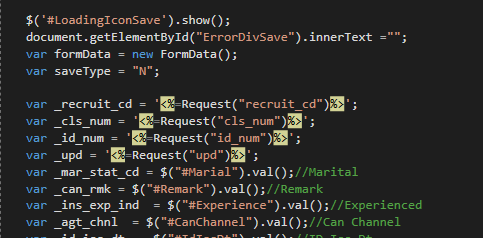 $('#LoadingIconSave').show();
document.getElementById("ErrorDivSave").innerText ="";
var formData = new FormData();
var saveType = "N";
var _recruit_cd = '<%=Request("recruit_cd")%>';
var _cls_num = '<%=Request("cls_num")%>';
var _id_num = '<%=Request("id_num")%>';
var _upd = '<%=Request("upd")%>';
var _mar_stat_cd = $("#Marial").val();//Marital
var _can_rmk = $("#Remark").val();//Remark
var _ins_exp_ind  = $("#Experience").val();//Experienced
var _agt_chnl  = $("#CanChannel").val();//Can Channel